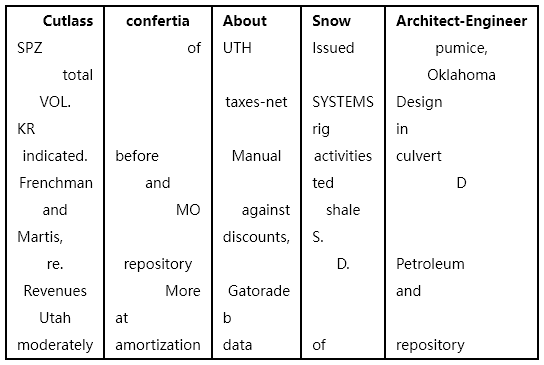 Cutlass confertia About Snow Architect-Engineer
SPZ of UTH Issued pumice,
total Oklahoma
VOL. taxes-net SYSTEMS Design
KR rig in
indicated. before Manual activities culvert
Frenchman and ted D
and MO against shale
Martis, discounts, S.
re. repository D. Petroleum
Revenues More Gatorade and
Utah at b
moderately amortization data of repository